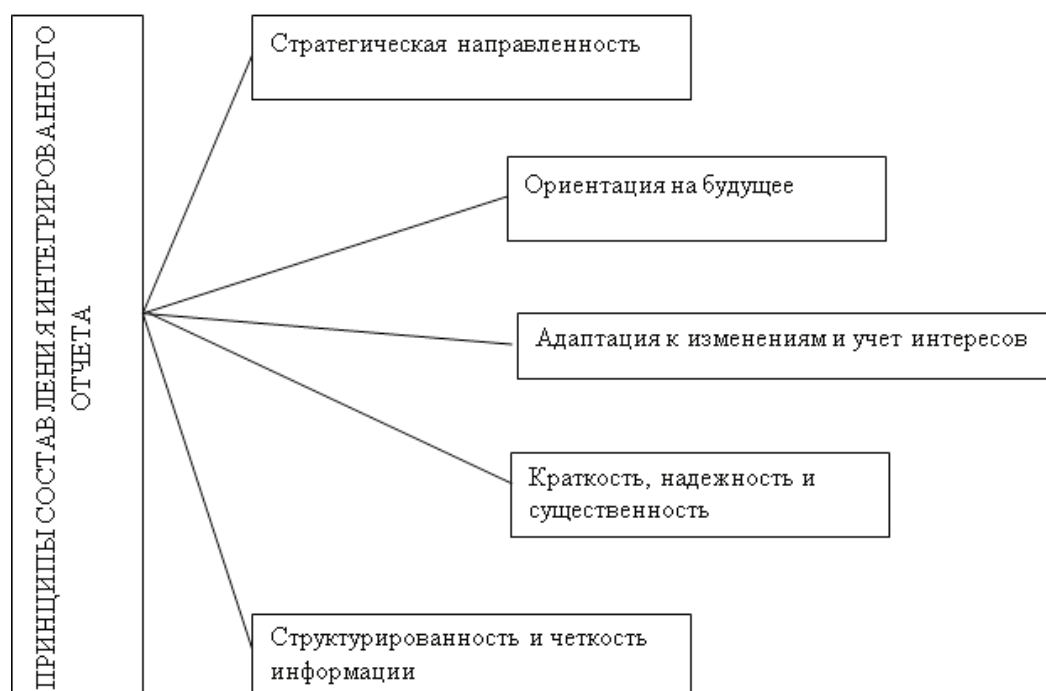 ПРИНЦИПЫ СОСТАВЛЕНИЯ ИНТЕГРИРОВАННОГО
ОТЧЕТА
Стратегическая направленность
Ориентация на будущее
Адаптация к изменениям и учет интересов
Краткость, надежность и
существенность
Структурированность и четкость
информации